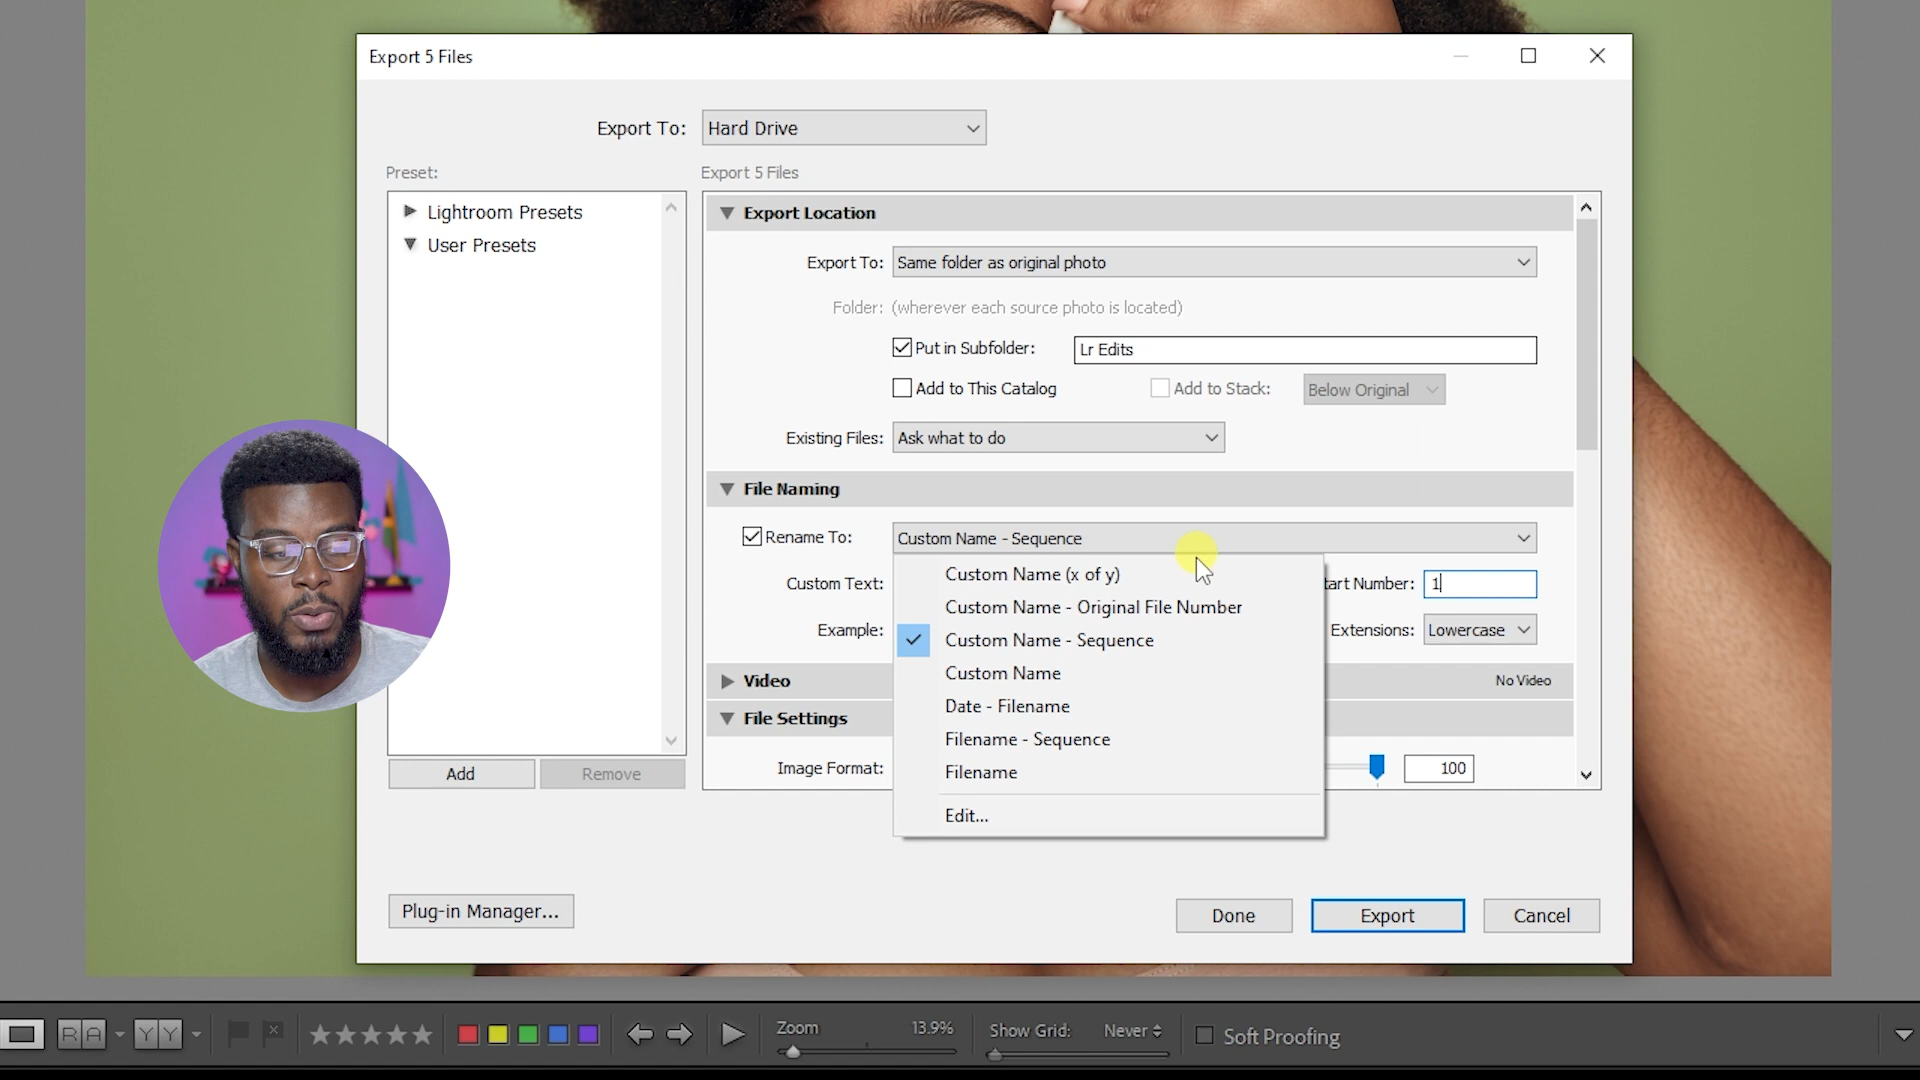 Export 5 Files
Export To: Hard Drive
Preset:
Export 5 Files
Lightroom Presets
User Presets
Export Location
Export To: Same folder as original photo
Folder: (wherever each source photo is located)
Put in Subfolder: Lr Edits
Add to This Catalog Add to Stack: Below Original
Existing Files: Ask what to do
File Naming
Rename To: Custom Name - Sequence
Custom Text:
tart Number: 1
Example:
Extensions: Lowercase
Custom Name (x of y)
Custom Name - Original File Number
Custom Name - Sequence
Custom Name
Date - Filename
Filename - Sequence
Filename
Edit...
Video No Video
File Settings
Image Format:
100
Add Remove
Plug-in Manager...
Done Export Cancel
R A Y Y Zoom 13.9% Show Grid: Never Soft Proofing